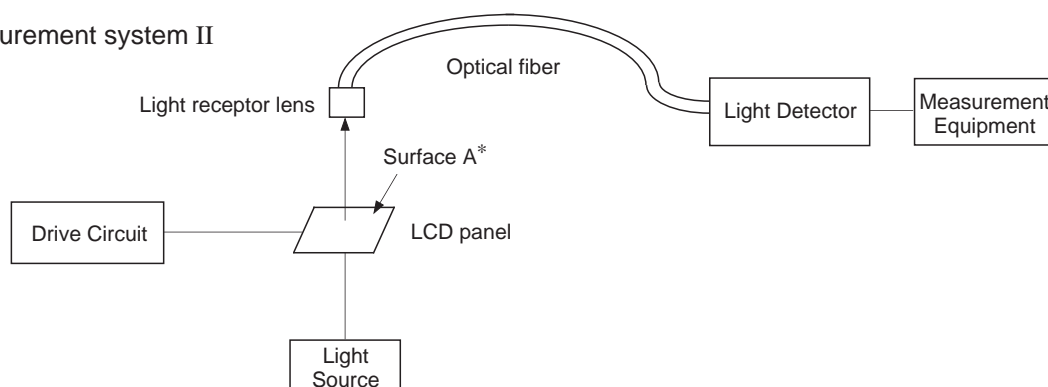 urement system II
Optical fiber
Light receptor lens
Light Detector
Measurement
Equipment
Surface A*
Drive Circuit
LCD panel
Light
Source